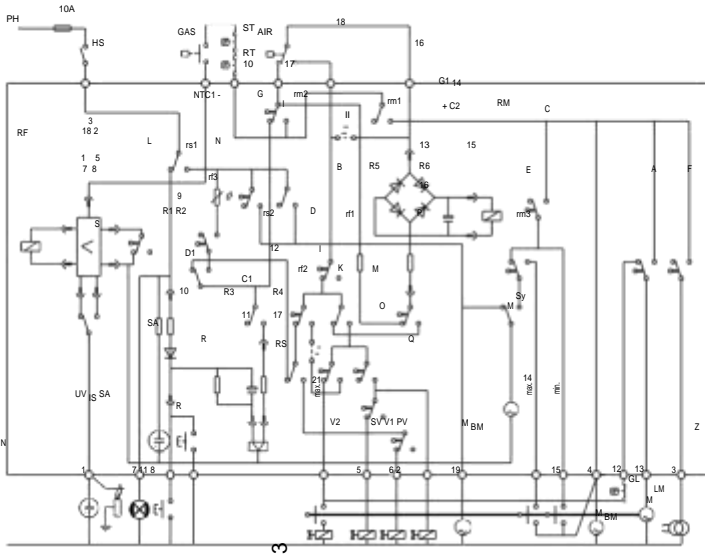 10A
PH
18
GAS
ST AIR
HS
RT
16
10
17
G1 14
NTC1 -
G
rm2
rm1
+ C2
RM
C
I
II
3
18 2
RF
L
rs1
N
13
15
1 5
7 8
B
R5
R6
E
A
F
rf3
16
9
R1 R2
rs2
D
rf1
rm3
S
12
I
D1
rf2
K
M
C1
10
R3
R4
O
Sy
M
SA
11
17
R
RS
Q
21
max.
14
max.
min.
UV
IS
SA
R
V2
SV V1 PV
M
BM
Z
N
1
7 11 8
5
6 2
19
15
4
12
13
3
GL
LM
M
M
BM
3